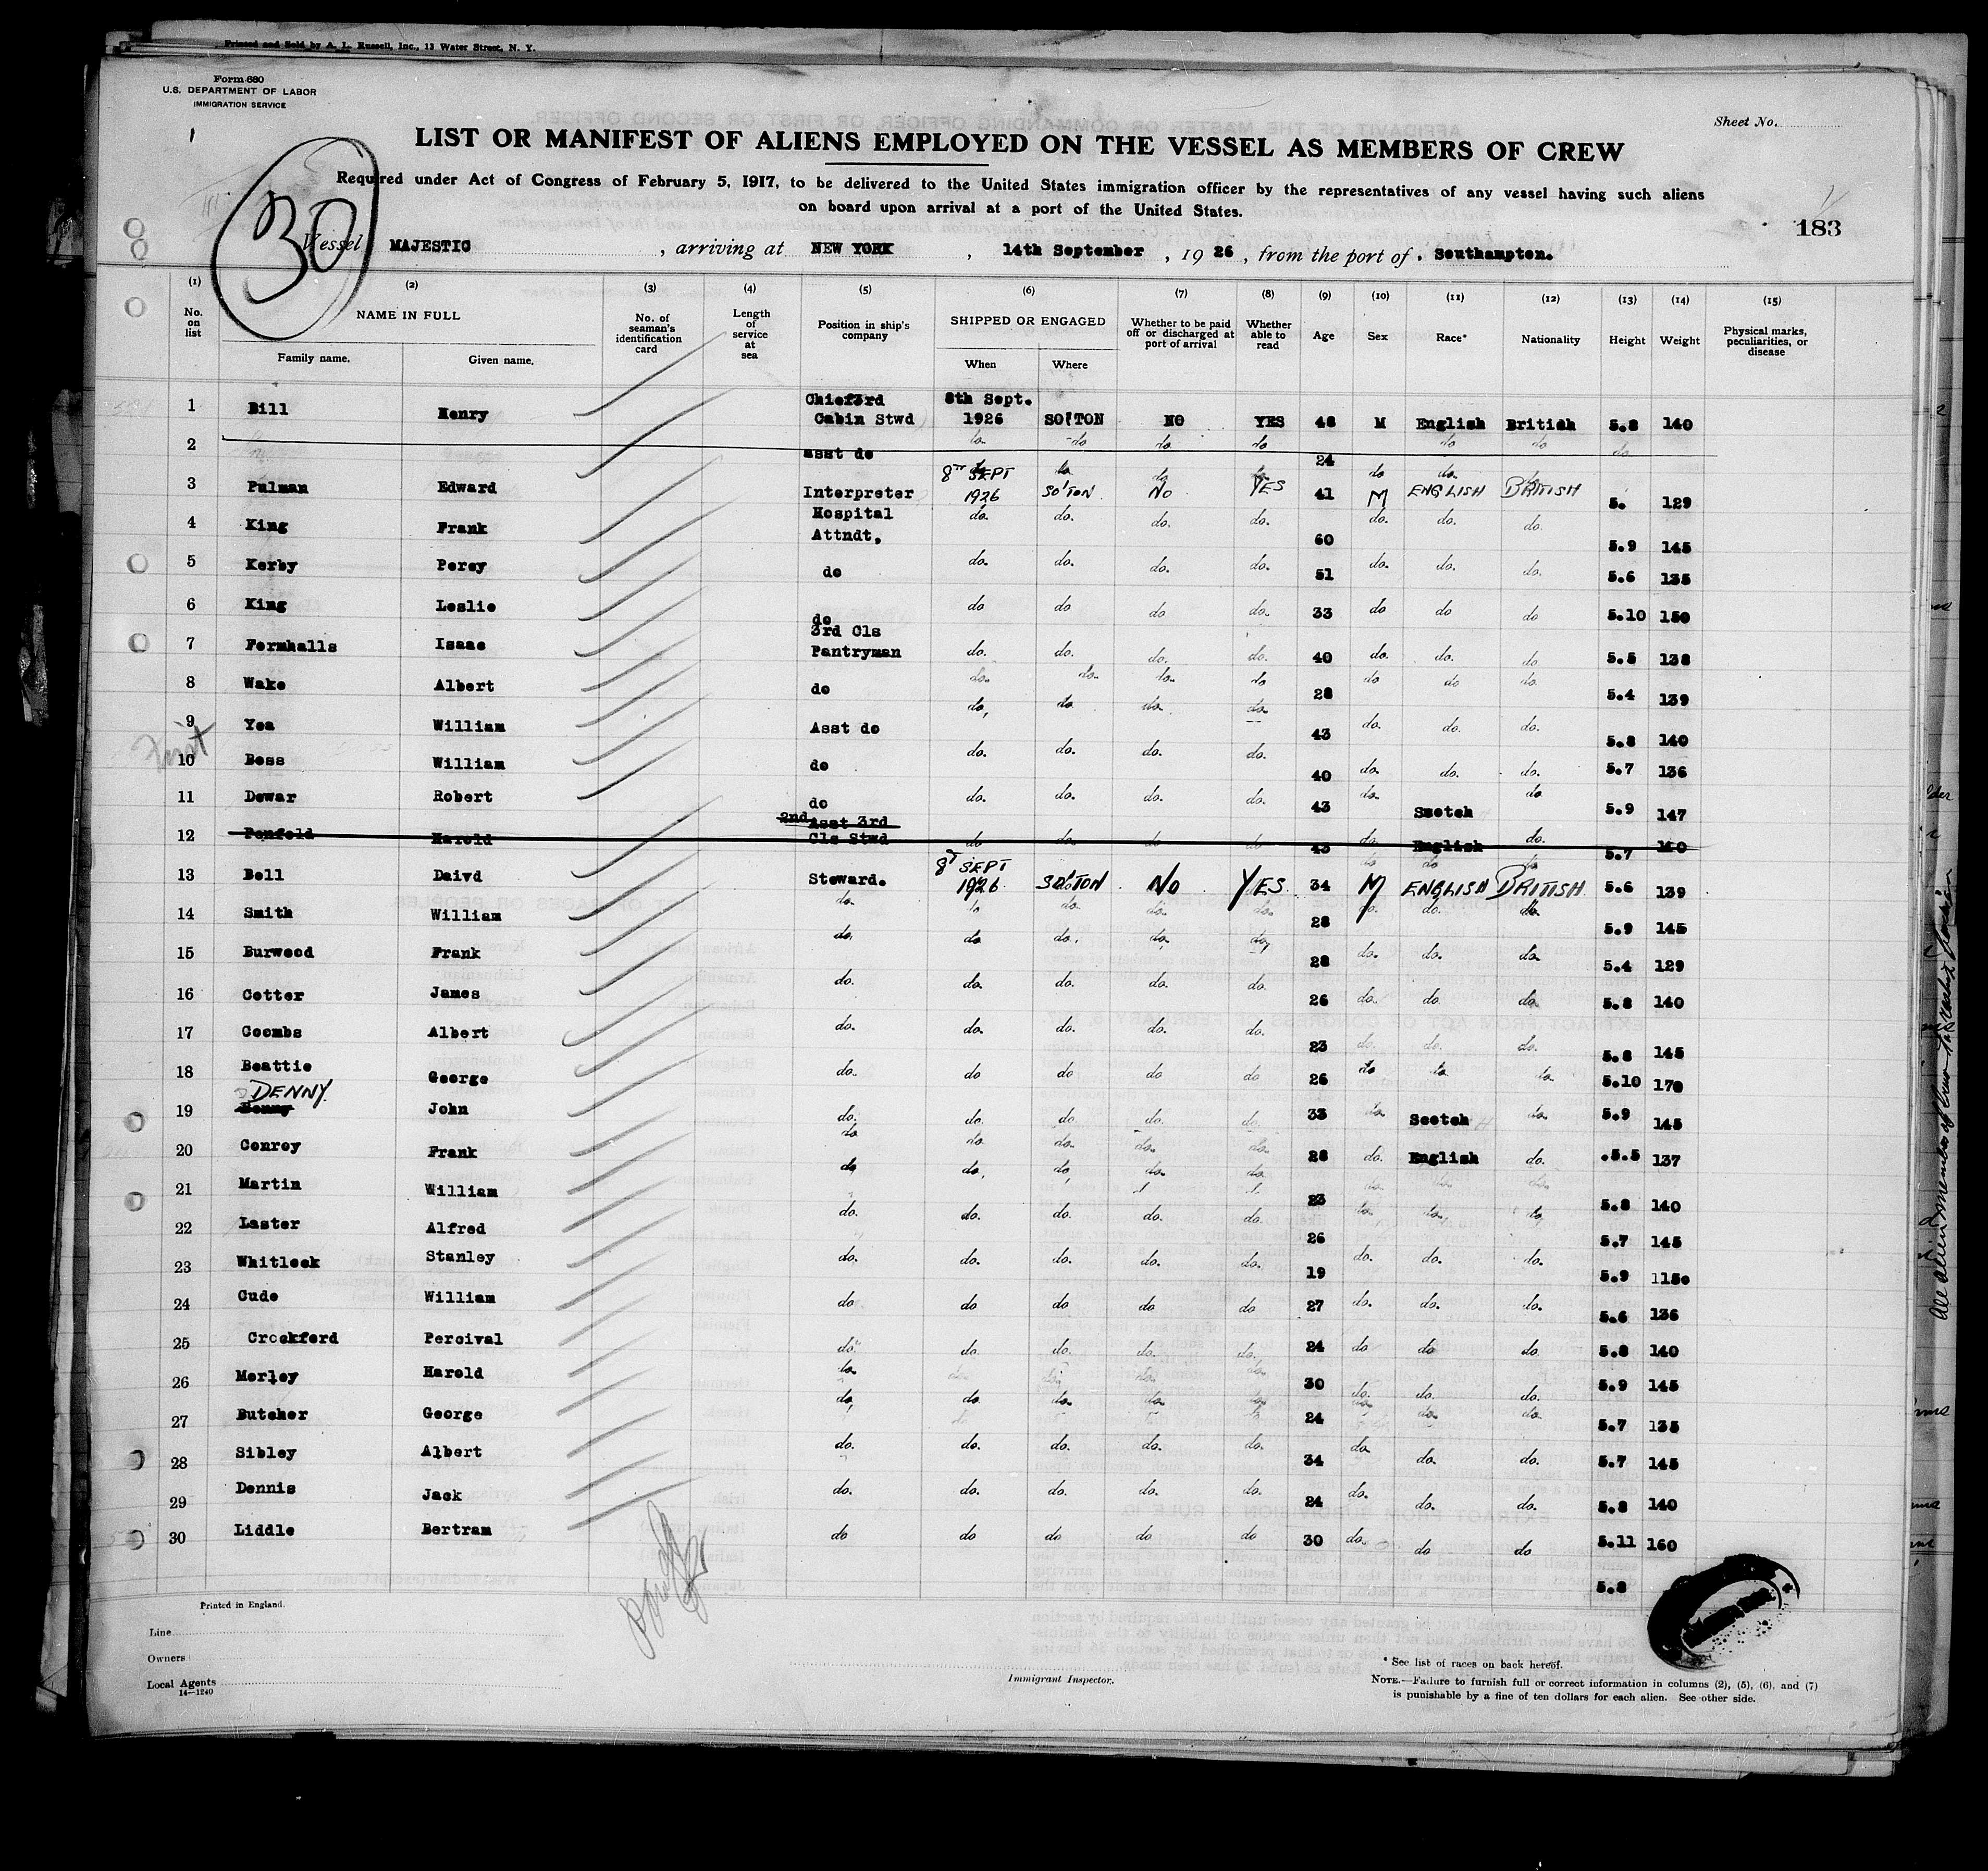 Printed and Sold by A. L. Russell, Inc., 13 Water Street, N. Y.
Form 680
U.S. DEPARTMENT OF LABOR
IMMIGRATION SERVICE
Sheet No.
LIST OR MANIFEST OF ALIENS EMPLOYED ON THE VESSEL AS MEMBERS OF CREW
Required under Act of Congress of February 5, 1917, to be delivered to the United States immigration officer by the representatives of any vessel having such aliens
on board upon arrival at a port of the United States.
30
183
Vessel MAJESTIC , arriving at NEW YORK , 14th September , 19 26 , from the port of . Southampton.
(1) (2) (3) (4) (5) (6) (7) (8) (9) (10) (11) (12) (13) (14) (15)
No. on list NAME IN FULL Family name. Given name. No. of seaman's identification card Length of service at sea Position in ship's company SHIPPED OR ENGAGED When Where Whether to be paid off or discharged at port of arrival Whether able to read Age Sex Race* Nationality Height Weight Physical marks, peculiarities, or disease
1 Bill Henry Chief3rd Cabin Stwd 8th Sept. 1926 SO'TON NO YES 48 M English British 5.8 140
2 asst do do do do do 24 do do do
3 Pulman Edward Interpreter 8TH SEPT 1926 SO'TON NO YES 41 M ENGLISH BRITISH 5. 129
4 King Frank Hospital Attndt. do. do. do. do. 60 do. do. do. 5.9 145
5 Kerby Percy do do. do. do. do. 51 do. do. do. 5.6 135
6 King Leslie do do do do do. 33 do do do 5.10 150
7 Fernhalls Isaac 3rd Cls Pantryman do. do. do. do. 40 do. do. do 5.5 138
8 Wake Albert do do. do. do. do 28 do do do. 5.4 139
9 Yea William Asst do do. do. do. do. 43 do. do. do. 5.8 140
10 Boss William do do. do. do. do. 40 do. do. do. 5.7 136
First
11 Dewar Robert do do. do. do. do. 43 do. Scotch do 5.9 147
12 Penfold Harold 2nd Asst 3rd Cls Stwd do do. do do 43 do. English do. 5.7 140
13 Bell Daivd Steward. 8T SEPT 1926 SO'TON No YES 34 M ENGLISH BRITISH 5.6 139
14 Smith William do. do do. do. do. 28 do. do. do. 5.9 145
15 Burwood Frank do. do do. do. do. 28 do. do. do. 5.4 129
16 Cotter James do. do. do. do. do. 26 do. do. do. 5.8 140
17 Coombs Albert do. do. do. do. do. 23 do. do. do. 5.8 145
18 Beattie George do. do do do do 26 do do do. 5.10 170
DENNY
19 Denny John do. do. do do. do. 33 do. Scotch do. 5.9 145
20 Conroy Frank do do do. do. do. 28 do. English do. .5.5 137
21 Martin William do do. do. do. do. 23 do. do. do. 5.8 140
22 Laster Alfred do. do. do. do. do. 26 do. do. do. 5.7 145
23 Whitlock Stanley do. do. do. do. do. 19 do. do. do. 5.9 1150
24 Cude William do do do do do 27 do. do. do. 5.6 136
25 Crockford Percival do. do. do. do. do. 24 do do do. 5.8 140
26 Morley Harold do. do. do. do. do. 30 do. do. do. 5.9 145
27 Butcher George do. do. do. do. do. 24 do. do. do. 5.7 135
28 Sibley Albert do. do. do. do. do. 34 do. do. do. 5.7 145
29 Dennis Jack do. do. do. do. do. 24 do. do. do. 5.8 140
30 Liddle Bertram do do do do do 30 do. do do 5.11 160
5.8
Printed in England.
Line
Owners
Local Agents
14—1240
Immigrant Inspector.
* See list of races on back hereof.
NOTE.—Failure to furnish full or correct information in columns (2), (5), (6), and (7)
is punishable by a fine of ten dollars for each alien. See other side.